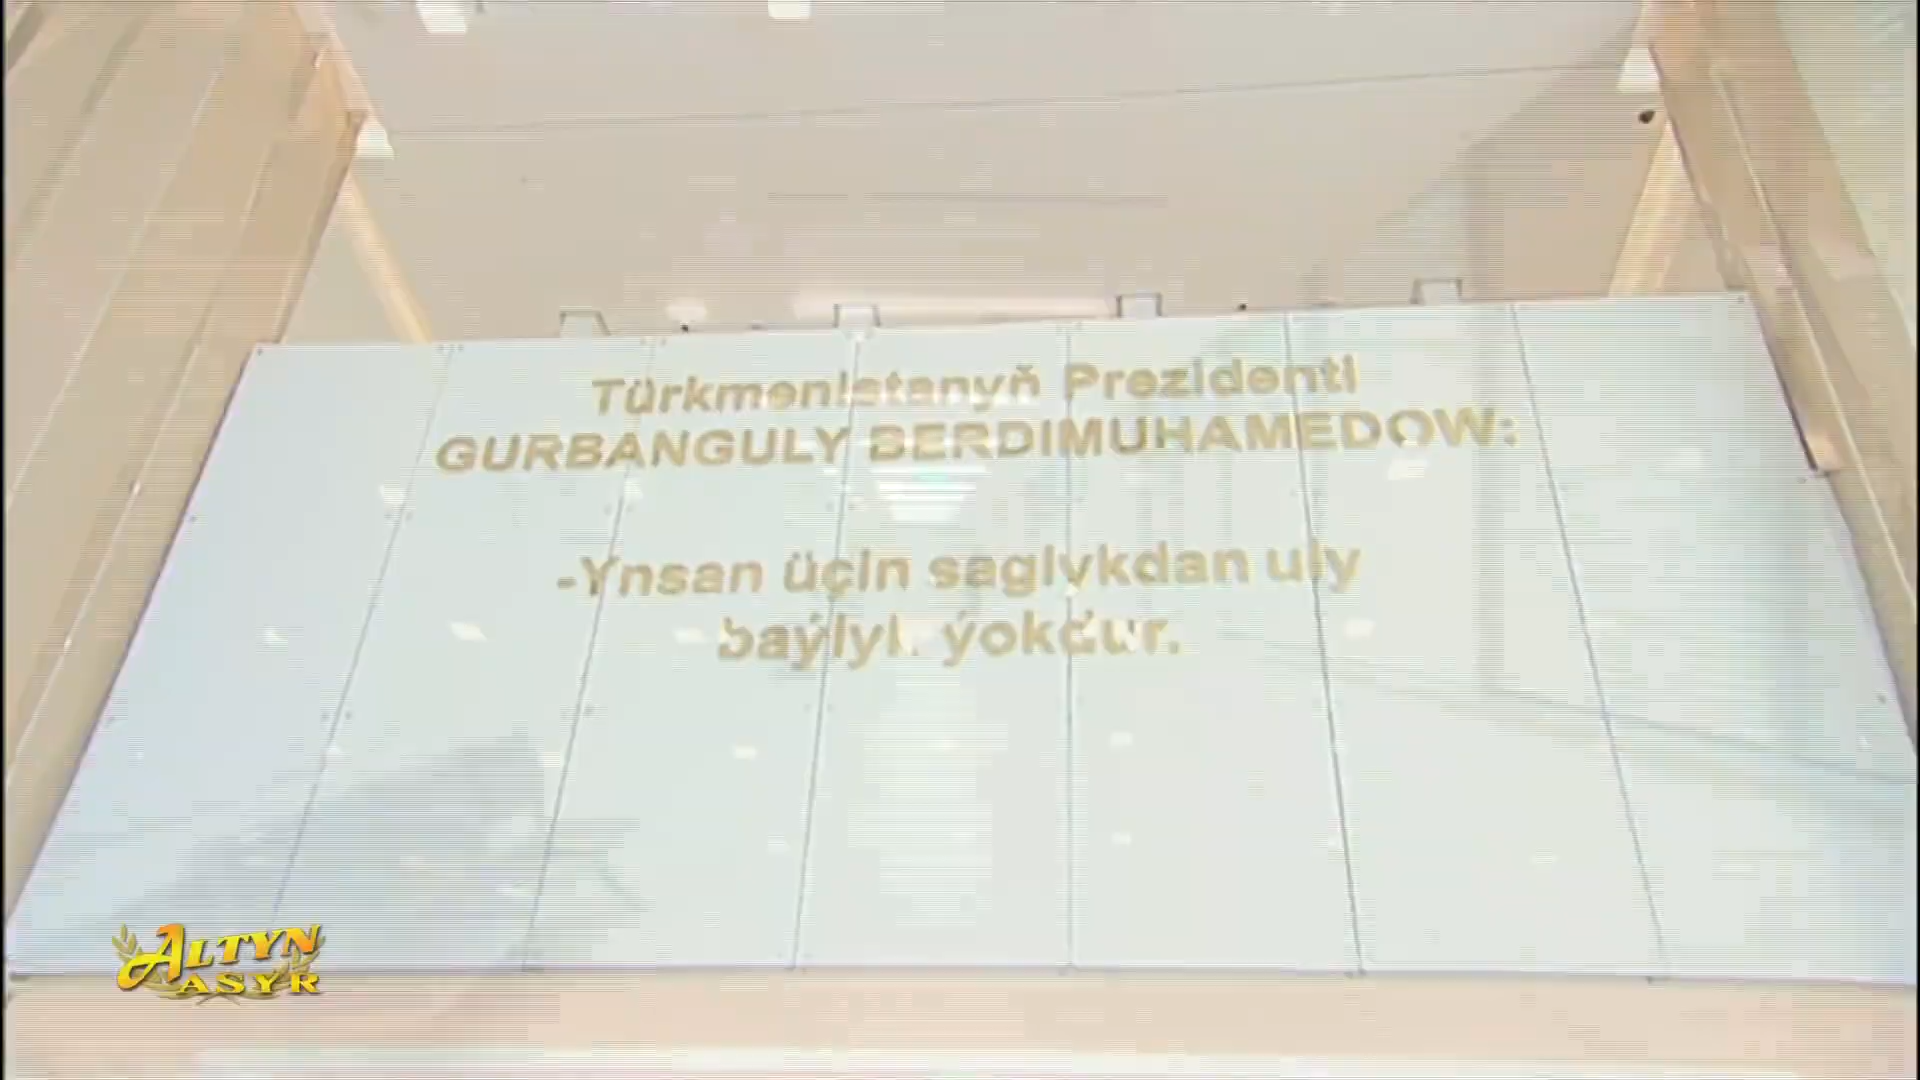 Türkmenistanyň Prezidenti
GURBANGULY BERDIMUHAMEDOW:
-Ynsan üçin saglykdan uly
baýlyk ýokdur.
ALTYN
ASYR